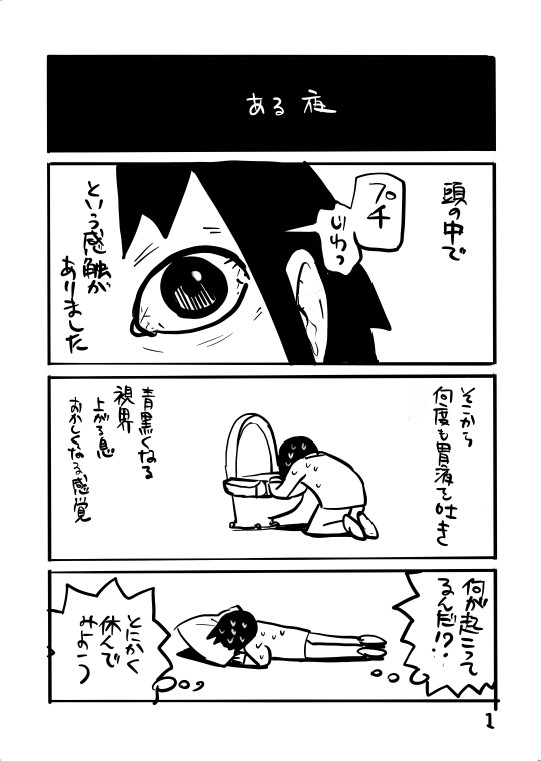 ある夜
頭の中で
プチ
じわっ
という感触が
ありました
そこから
何度も胃液を吐き
青黒くなる
視界
上がる息
おかしくなる感覚
何が起こって
るんだ!?
とにかく
休んで
みよう
1